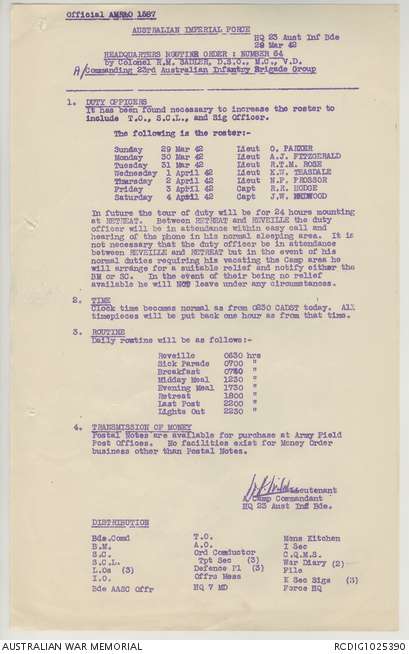 Official AMR&O 1587
AUSTRALIAN IMPERIAL FORCE
HQ 23 Aust Inf Bde
29 Mar 42
HEADQUARTERS ROUTINE ORDER : NUMBER 64
by Colonel R.M. SADLER, D.S.O., M.C., V.D.
A/Commanding 23rd Australian Infantry Brigade Group
1. DUTY OFFICERS
It has been found necessary to increase the roster to
include T.O., S.C.L., and Sig Officer.
The following is the roster:-
Sunday 29 Mar 42 Lieut O.
Monday 30 Mar 42 Lieut A.J. FITZGERALD
Tuesday 31 Mar 42 Lieut R.T.M. ROSE
Wednesday 1 April 42 Lieut K.W. TEASDALE
Thursday 2 April 42 Lieut N.P. PROSSOR
Friday 3 April 42 Capt R.R. HODGE
Saturday 4 April 42 Capt J.W.
In future the tour of duty will be for 24 hours mounting
at RETREAT. Between RETREAT and REVEILLE the duty
officer will be in attendance within easy call and
hearing of the phone in his normal sleeping area. It is
not necessary that the duty officer be in attendance
between REVEILLE and RETREAT but in the event of his
normal duties requiring his vacating the Camp area he
will arrange for a suitable relief and notify either the
BM or SC. In the event of their being no relief
available he will NOT leave under any circumstances.
2. TIME
Clock time becomes normal as from 0230 CADST today. All
timepieces will be put back one hour as from that time.
3. ROUTINE
Daily routine will be as follows:-
Reveille 0630 hrs
Sick Parade 0700 "
Breakfast 0740 "
Midday Meal 1230 "
Evening Meal 1730 "
Retreat 1800 "
Last Post 2200 "
Lights Out 2230 "
4. TRANSMISSION OF MONEY
Postal Notes are available for purchase at Army Field
Post Offices. No facilities exist for Money Order
business other than Postal Notes.
Lieutenant
A/Camp Commandant
HQ 23 Aust Inf Bde.
DISTRIBUTION
Bde.Comd T.O. Mens Kitchen
B.M. A.O. I Sec
S.C. Ord Conductor C.Q.M.S.
S.C.L. Tpt Sec (3) War Diary (2)
L.Os (3) Defence Pl (3) File
I.O. Offrs Mess K Sec Sigs (3)
Bde AASC Offr HQ 7 MD Force HQ
AUSTRALIAN WAR MEMORIAL
RCDIG1025390